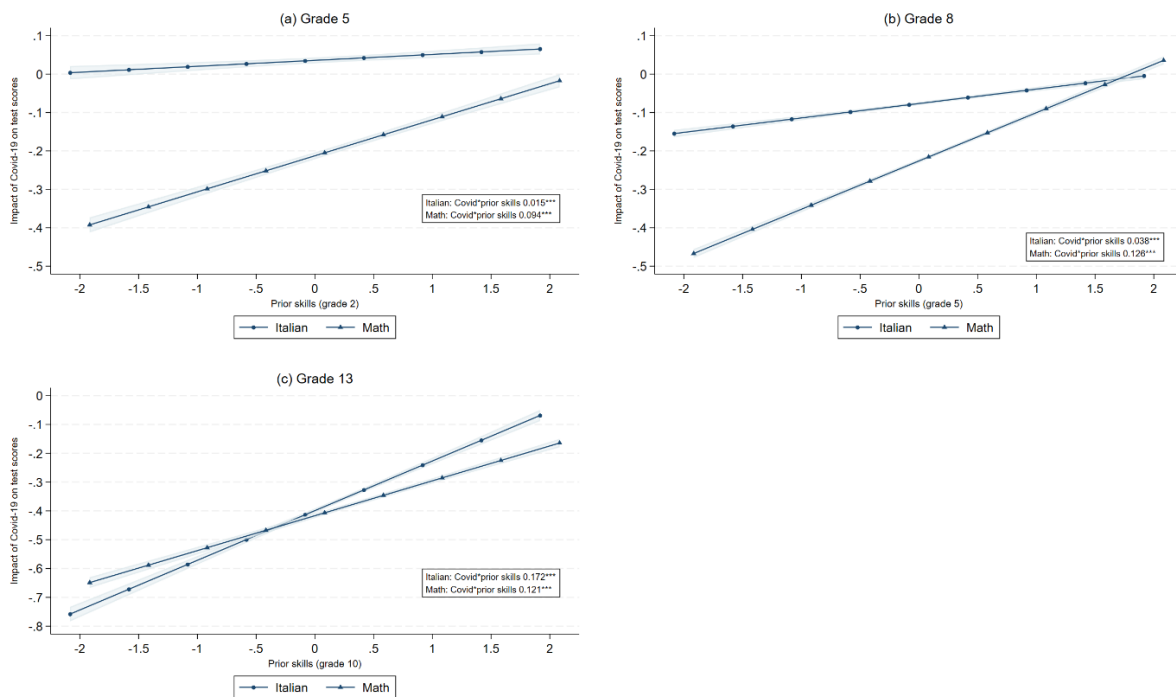 (a) Grade 5
Impact of Covid-19 on test scores
.1
0
-.1
-.2
-.3
-.4
-.5
Italian: Covid*prior skills 0.015***
Math: Covid*prior skills 0.094***
-2 -1.5 -1 -.5 0 .5 1 1.5 2
Prior skills (grade 2)
Italian Math
(b) Grade 8
Impact of Covid-19 on test scores
.1
0
-.1
-.2
-.3
-.4
-.5
Italian: Covid*prior skills 0.038***
Math: Covid*prior skills 0.126***
-2 -1.5 -1 -.5 0 .5 1 1.5 2
Prior skills (grade 5)
Italian Math
(c) Grade 13
Impact of Covid-19 on test scores
0
-.1
-.2
-.3
-.4
-.5
-.6
-.7
-.8
Italian: Covid*prior skills 0.172***
Math: Covid*prior skills 0.121***
-2 -1.5 -1 -.5 0 .5 1 1.5 2
Prior skills (grade 10)
Italian Math